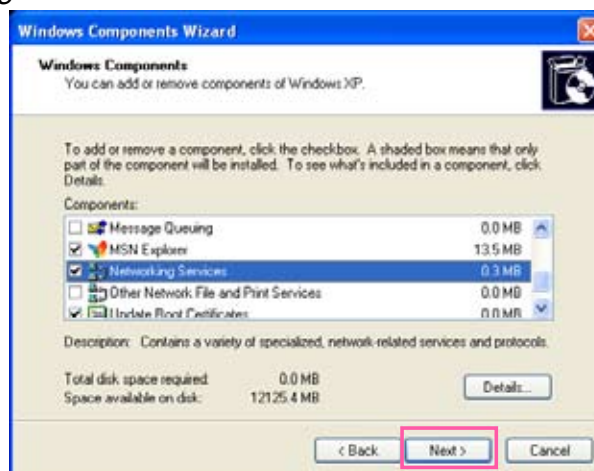 Windows Components Wizard
Windows Components
You can add or remove components of Windows XP.
To add or remove a component, click the checkbox. A shaded box means that only
part of the component will be installed. To see what's included in a component, click
Details.
Components:
Message Queuing 0.0 MB
MSN Explorer 13.5 MB
Networking Services 0.3 MB
Other Network File and Print Services 0.0 MB
Update Root Certificates 0.0 MB
Description: Contains a variety of specialized, network-related services and protocols.
Total disk space required: 0.0 MB
Space available on disk: 12125.4 MB
Details...
< Back
Next >
Cancel